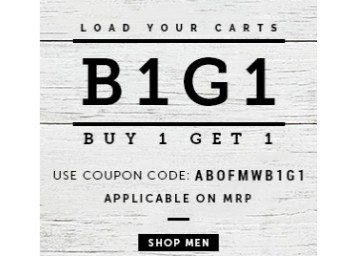 LOAD YOUR CARTS
B1G1
BUY 1 GET 1
USE COUPON CODE: ABOFMWB1G1
APPLICABLE ON MRP
SHOP MEN